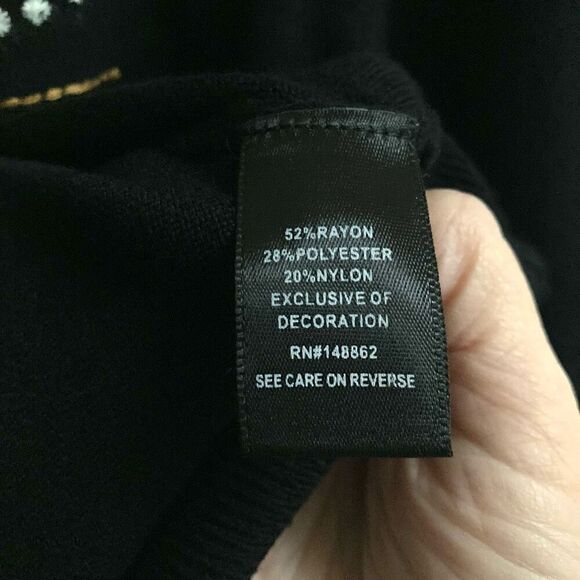 52%RAYON
28%POLYESTER
20%NYLON
EXCLUSIVE OF
DECORATION
RN#148862
SEE CARE ON REVERSE